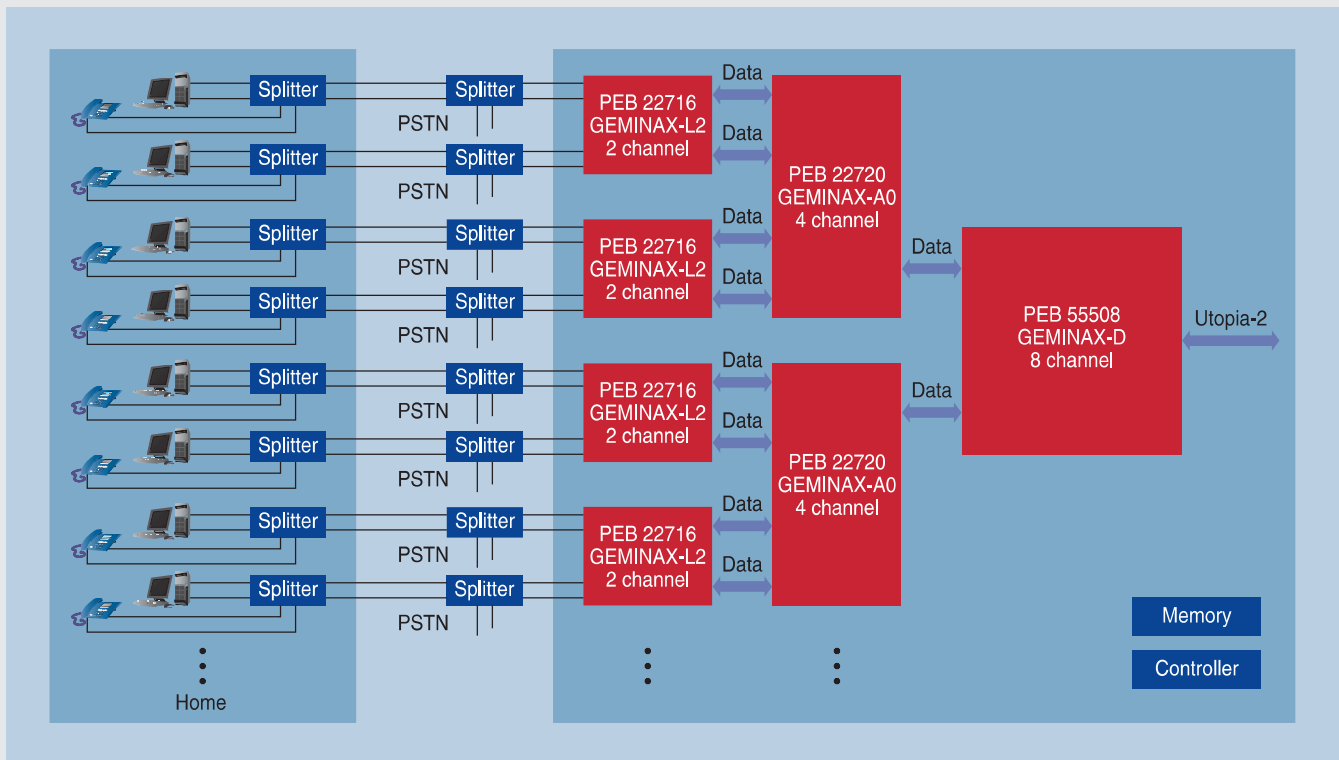 Splitter
Splitter
PSTN
PEB 22716
GEMINAX-L2
2 channel
Data
Splitter
Splitter
PSTN
Data
PEB 22720
GEMINAX-A0
4 channel
Splitter
Splitter
PSTN
PEB 22716
GEMINAX-L2
2 channel
Data
Splitter
Splitter
PSTN
Data
Data
PEB 55508
GEMINAX-D
8 channel
Utopia-2
Splitter
Splitter
PSTN
PEB 22716
GEMINAX-L2
2 channel
Data
Data
Splitter
Splitter
PSTN
Data
PEB 22720
GEMINAX-A0
4 channel
Splitter
Splitter
PSTN
PEB 22716
GEMINAX-L2
2 channel
Data
Splitter
Splitter
PSTN
Data
Memory
Controller
Home